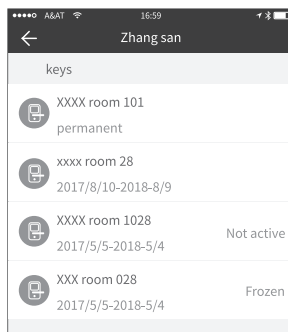 A&AT 16:59
Zhang san
keys
XXXX room 101
permanent
xxxx room 28
2017/8/10-2018-8/9
XXXX room 1028
2017/5/5-2018-5/4
Not active
XXX room 028
2017/5/5-2018-5/4
Frozen